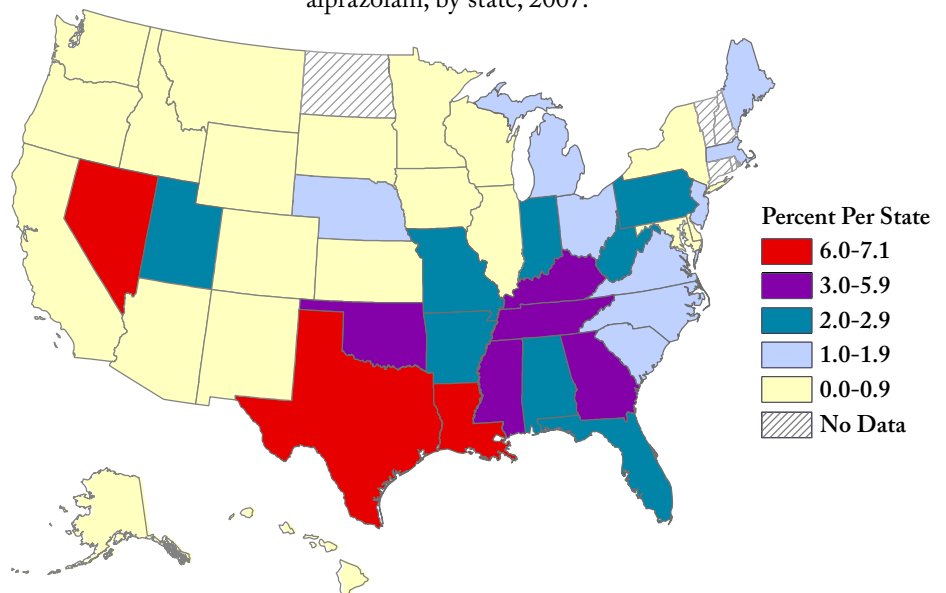 alprazolam, by state, 2007.
Percent Per State
6.0-7.1
3.0-5.9
2.0-2.9
1.0-1.9
0.0-0.9
No Data